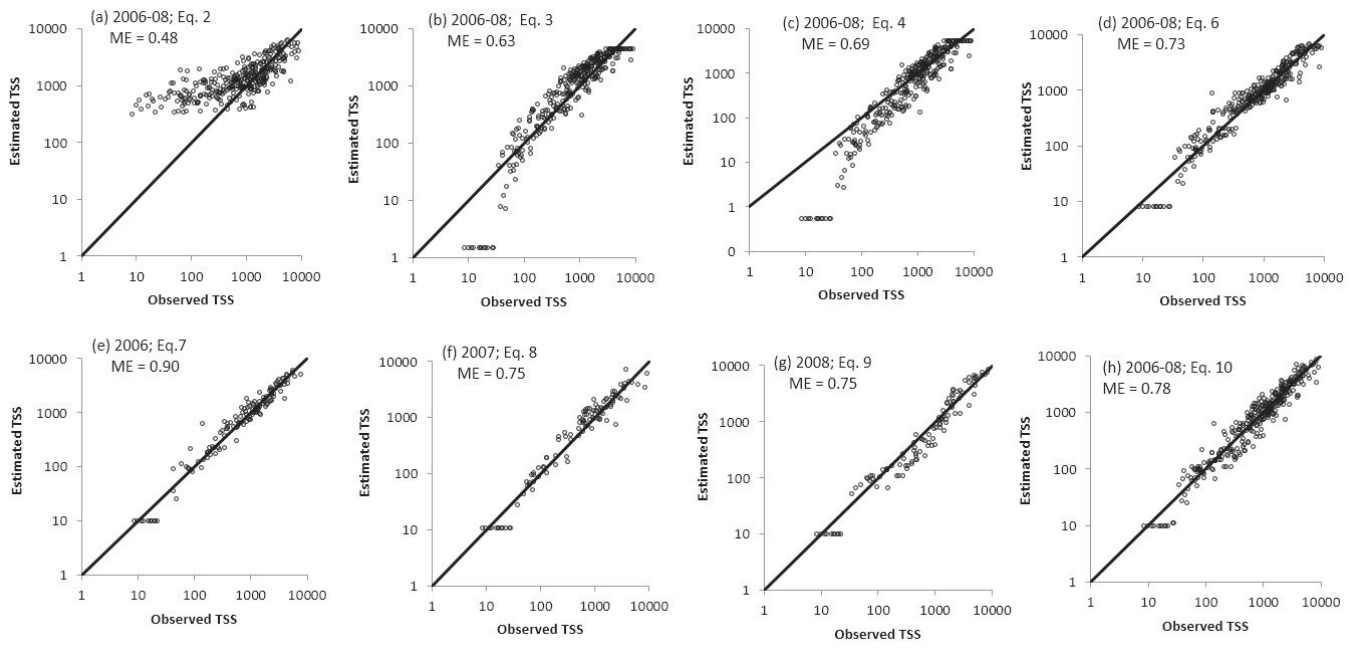 (a) 2006-08; Eq. 2
ME = 0.48
10000
1000
100
10
1
Estimated TSS
1 10 100 1000 10000
Observed TSS
(b) 2006-08; Eq. 3
ME = 0.63
10000
1000
100
10
1
Estimated TSS
1 10 100 1000 10000
Observed TSS
(c) 2006-08; Eq. 4
ME = 0.69
10000
1000
100
10
1
0
Estimated TSS
1 10 100 1000 10000
Observed TSS
(d) 2006-08; Eq. 6
ME = 0.73
10000
1000
100
10
1
Estimated TSS
1 10 100 1000 10000
Observed TSS
(e) 2006; Eq.7
ME = 0.90
10000
1000
100
10
1
Estimated TSS
1 10 100 1000 10000
Observed TSS
(f) 2007; Eq. 8
ME = 0.75
10000
1000
100
10
1
Estimated TSS
1 10 100 1000 10000
Observed TSS
(g) 2008; Eq. 9
ME = 0.75
10000
1000
100
10
1
Estimated TSS
1 10 100 1000 10000
Observed TSS
(h) 2006-08; Eq. 10
ME = 0.78
10000
1000
100
10
1
Estimated TSS
1 10 100 1000 10000
Observed TSS